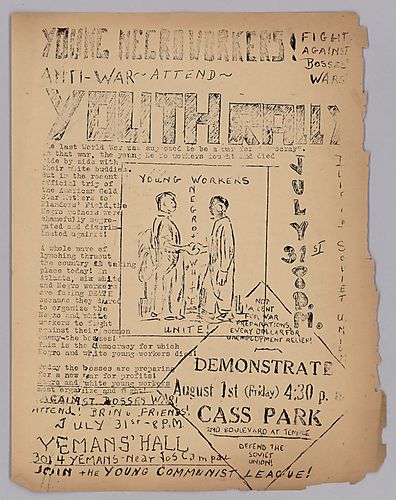 YOUNG NEGRO WORKERS!
FIGHT
AGAINST
BOSSES'
WARS
ANTI-WAR ~ ATTEND ~
YOUTH RALLY
The last World War was supposed to be a war for
In that war, the young Negro workers fought and died
side by side with
their white buddies.
But in the recent
official trip of
the American Gold
Star Mothers to
Flanders' Field, the
Negro mothers were
shamefully segre-
gated and discrim-
inated against!
A whole wave of
lynching thruout
the country is taking
place today! In
Atlanta, six white
and Negro workers
are facing DEATH
because they dared
to organize the
Negro and white
workers to fight
against their common
enemy-the bosses!
This is the democracy for which
Negro and white young workers died!
Today the bosses are preparing
for a new war for profits!
Negro and white young workers
must organize and fight
AGAINST BOSSES WAR!
ATTEND! BRING FRIENDS!
JULY 31st - 8 P.M
YEMANS' HALL
3014 YEMANS - Near Jos Campau
JOIN THE YOUNG COMMUNIST LEAGUE!
YOUNG WORKERS
NEGRO
UNITE!
JULY 31ST 8 P.M.
SOVIET UNION
NOT
A CENT
FOR WAR
PREPARATIONS,
EVERY DOLLAR FOR
UNEMPLOYMENT RELIEF!
DEMONSTRATE
August 1st (Friday) 4:30 p.
CASS PARK
2ND BOULEVARD AT TEMPLE
DEFEND THE
SOVIET
UNION!